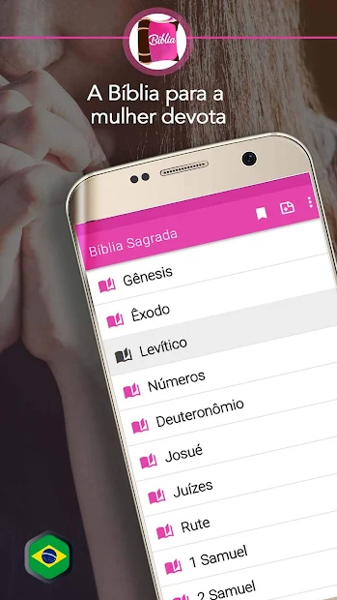 Bíblia
A Bíblia para a
mulher devota
Bíblia Sagrada
Gênesis
Êxodo
Levítico
Números
Deuteronômio
Josué
Juízes
Rute
1 Samuel
2 Samuel